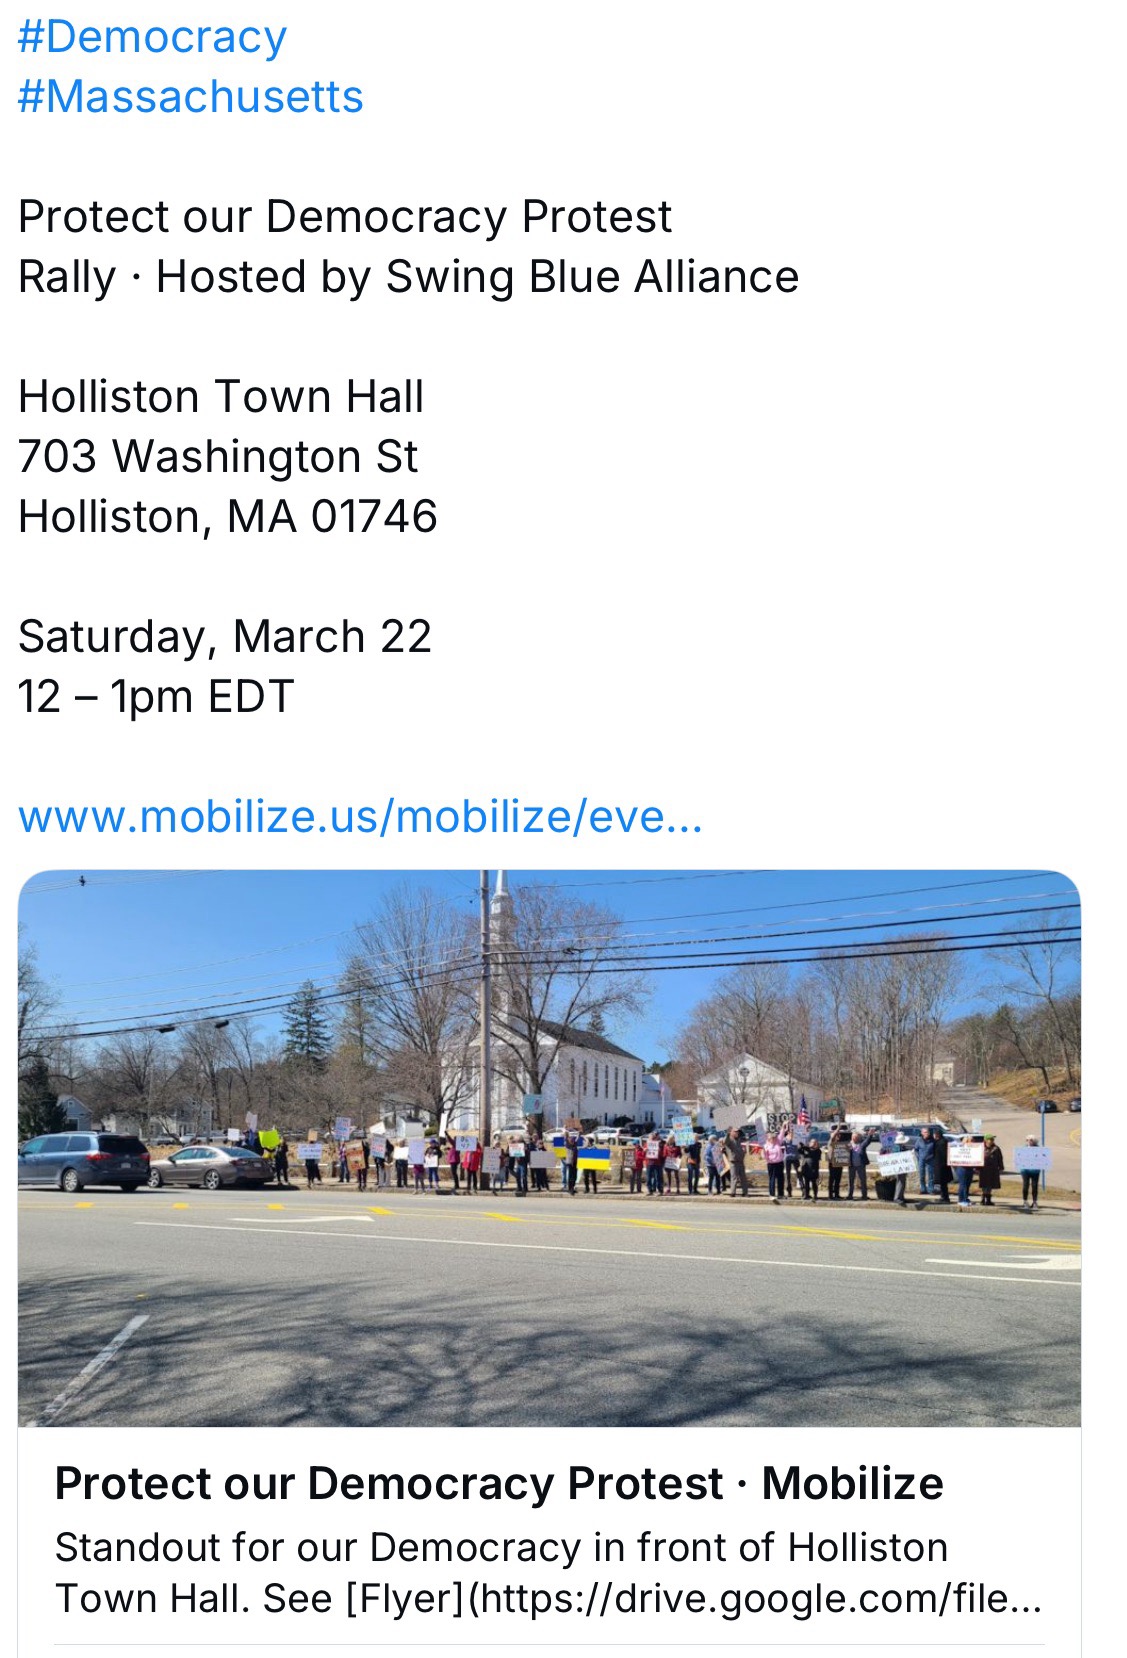 #Democracy
#Massachusetts
Protect our Democracy Protest
Rally · Hosted by Swing Blue Alliance
Holliston Town Hall
703 Washington St
Holliston, MA 01746
Saturday, March 22
12 – 1pm EDT
www.mobilize.us/mobilize/eve...
STOP
Protect our Democracy Protest · Mobilize
Standout for our Democracy in front of Holliston
Town Hall. See [Flyer](https://drive.google.com/file...